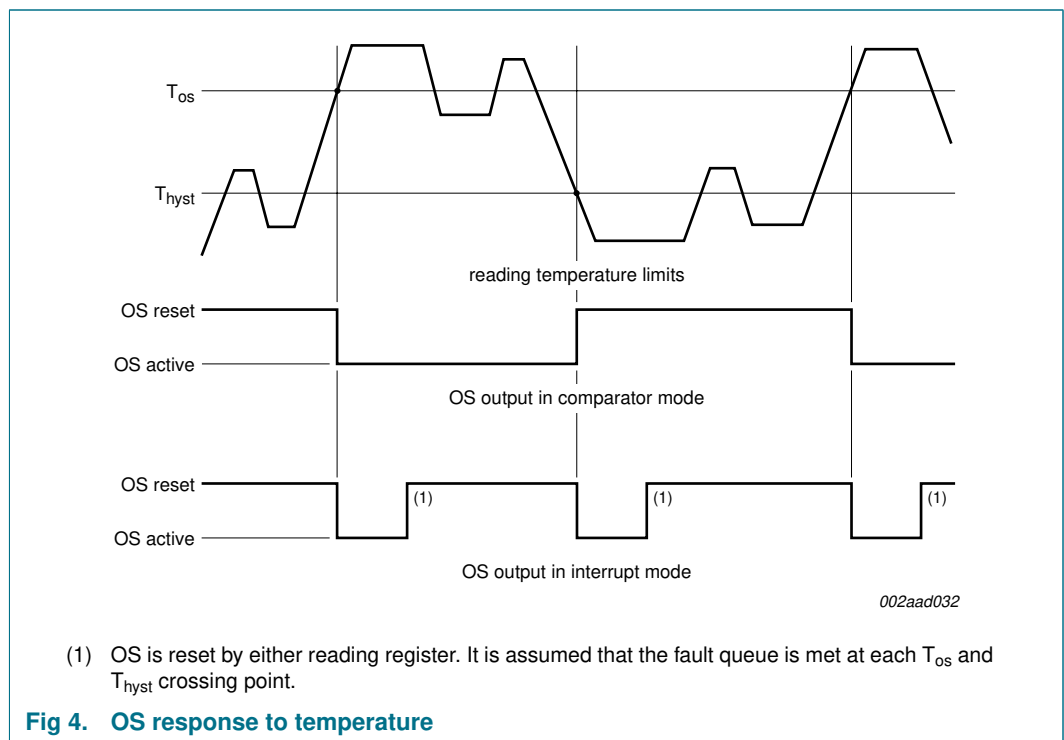 Tos
Thyst
reading temperature limits
OS reset
OS active
OS output in comparator mode
OS reset
(1) (1) (1)
OS active
OS output in interrupt mode
002aad032
(1) OS is reset by either reading register. It is assumed that the fault queue is met at each Tos and
Thyst crossing point.
Fig 4. OS response to temperature